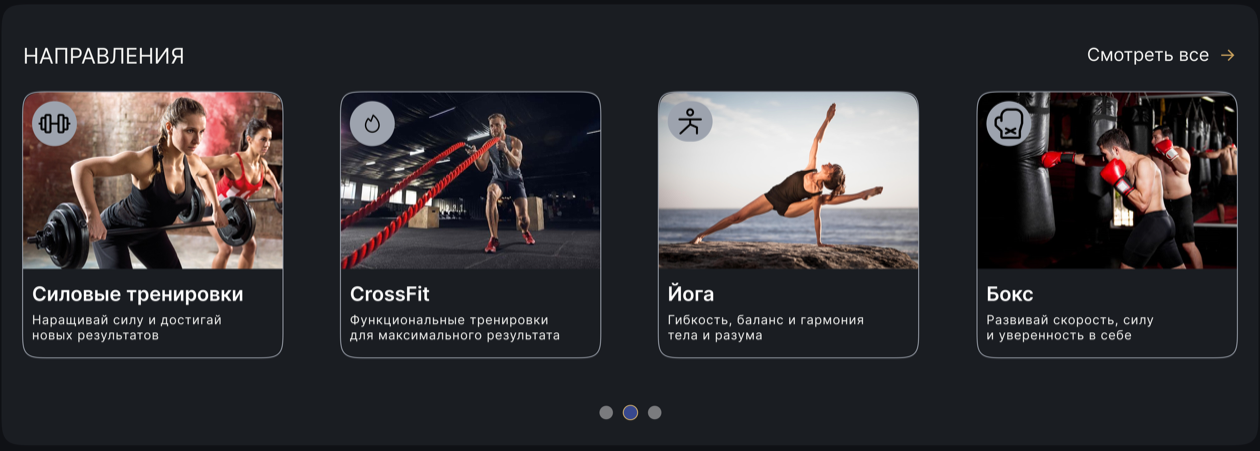 НАПРАВЛЕНИЯ
Смотреть все →
Силовые тренировки
Наращивай силу и достигай
новых результатов
CrossFit
Функциональные тренировки
для максимального результата
Йога
Гибкость, баланс и гармония
тела и разума
Бокс
Развивай скорость, силу
и уверенность в себе